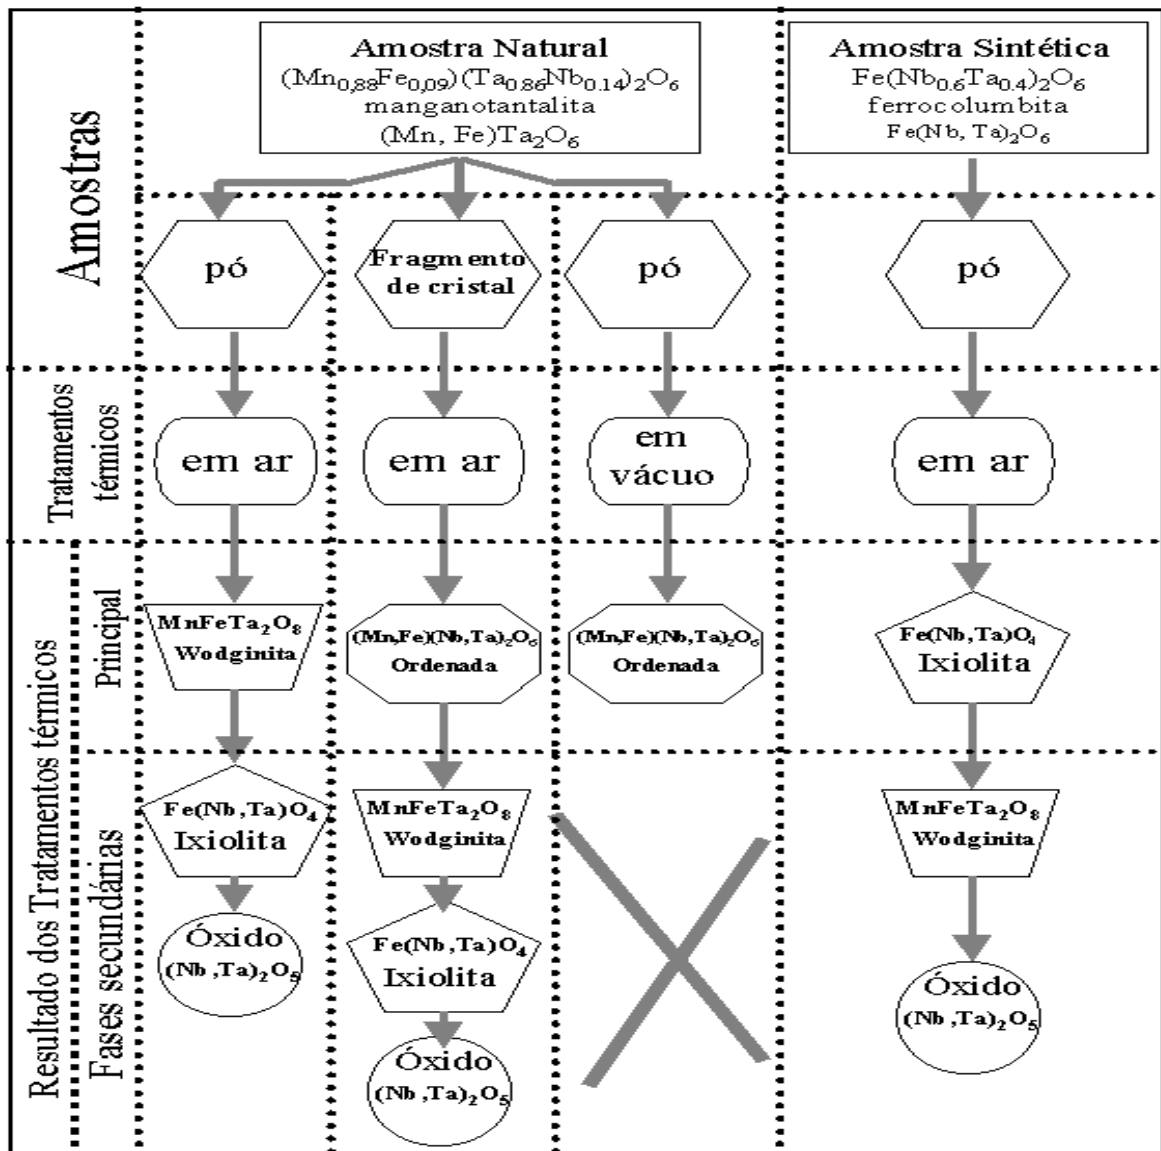 Amostras
Amostra Natural
(Mn0,88Fe0,09)(Ta0.86Nb0.14)2O6
manganotantalita
(Mn, Fe)Ta2O6
Amostra Sintética
Fe(Nb0.6Ta0.4)2O6
ferrocolumbita
Fe(Nb, Ta)2O6
pó
Fragmento
de cristal
pó
pó
Tratamentos
térmicos
em ar
em ar
em
vácuo
em ar
Resultado dos Tratamentos térmicos
Principal
MnFeTa2O8
Wodginita
(Mn,Fe)(Nb,Ta)2O6
Ordenada
(Mn,Fe)(Nb,Ta)2O6
Ordenada
Fe(Nb,Ta)O4
Ixiolita
Fases secundárias
Fe(Nb,Ta)O4
Ixiolita
Óxido
(Nb,Ta)2O5
MnFeTa2O8
Wodginita
Fe(Nb,Ta)O4
Ixiolita
Óxido
(Nb,Ta)2O5
MnFeTa2O8
Wodginita
Óxido
(Nb,Ta)2O5